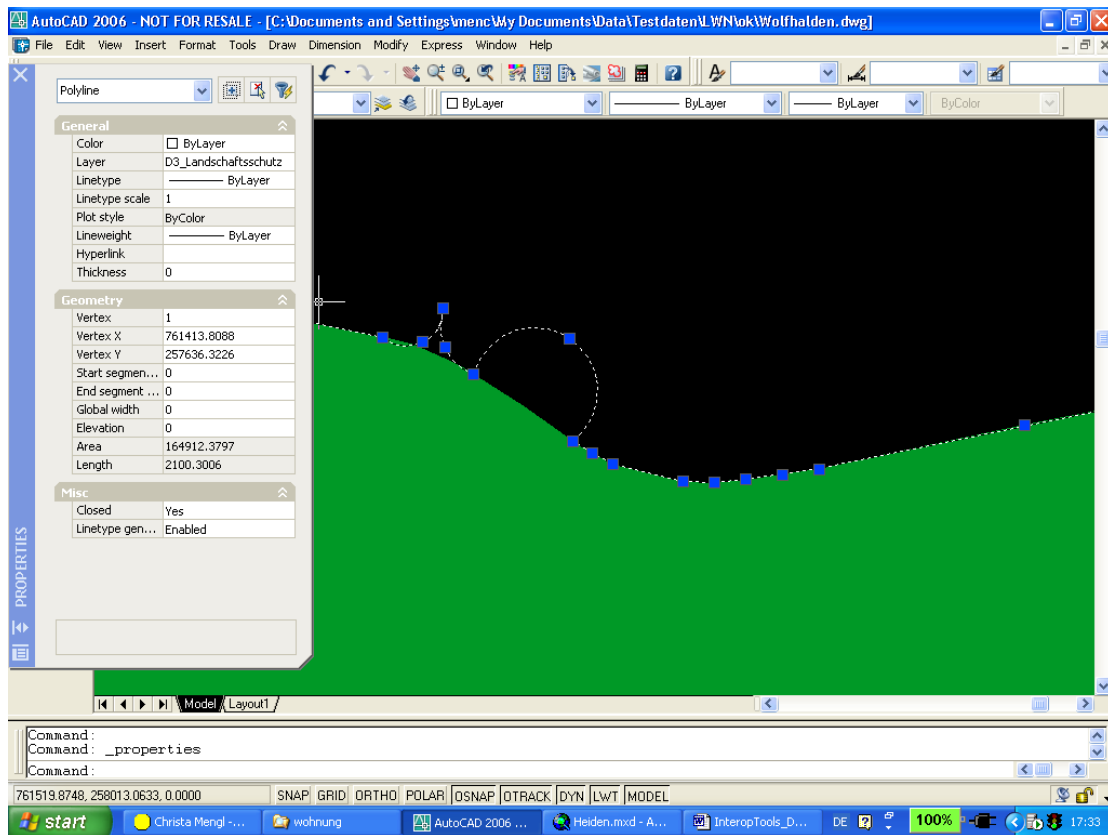 AutoCAD 2006 - NOT FOR RESALE - [C:\Documents and Settings\menc\My Documents\Data\Testdaten\LWN\ok\Wolfhalden.dwg]
File Edit View Insert Format Tools Draw Dimension Modify Express Window Help
Polyline
ByLayer ByLayer ByLayer ByColor
General
Color ByLayer
Layer D3_Landschaftsschutz
Linetype ByLayer
Linetype scale 1
Plot style ByColor
Lineweight ByLayer
Hyperlink
Thickness 0
Geometry
Vertex 1
Vertex X 761413.8088
Vertex Y 257636.3226
Start segmen... 0
End segment ... 0
Global width 0
Elevation 0
Area 164912.3797
Length 2100.3006
Misc
Closed Yes
Linetype gen... Enabled
PROPERTIES
Model Layout1
Command:
Command: _properties
Command:
761519.8748, 258013.0633, 0.0000 SNAP GRID ORTHO POLAR OSNAP OTRACK DYN LWT MODEL
start Christa Mengl -... wohnung AutoCAD 2006 ... Heiden.mxd - A... InteropTools_D... DE 100% 17:33